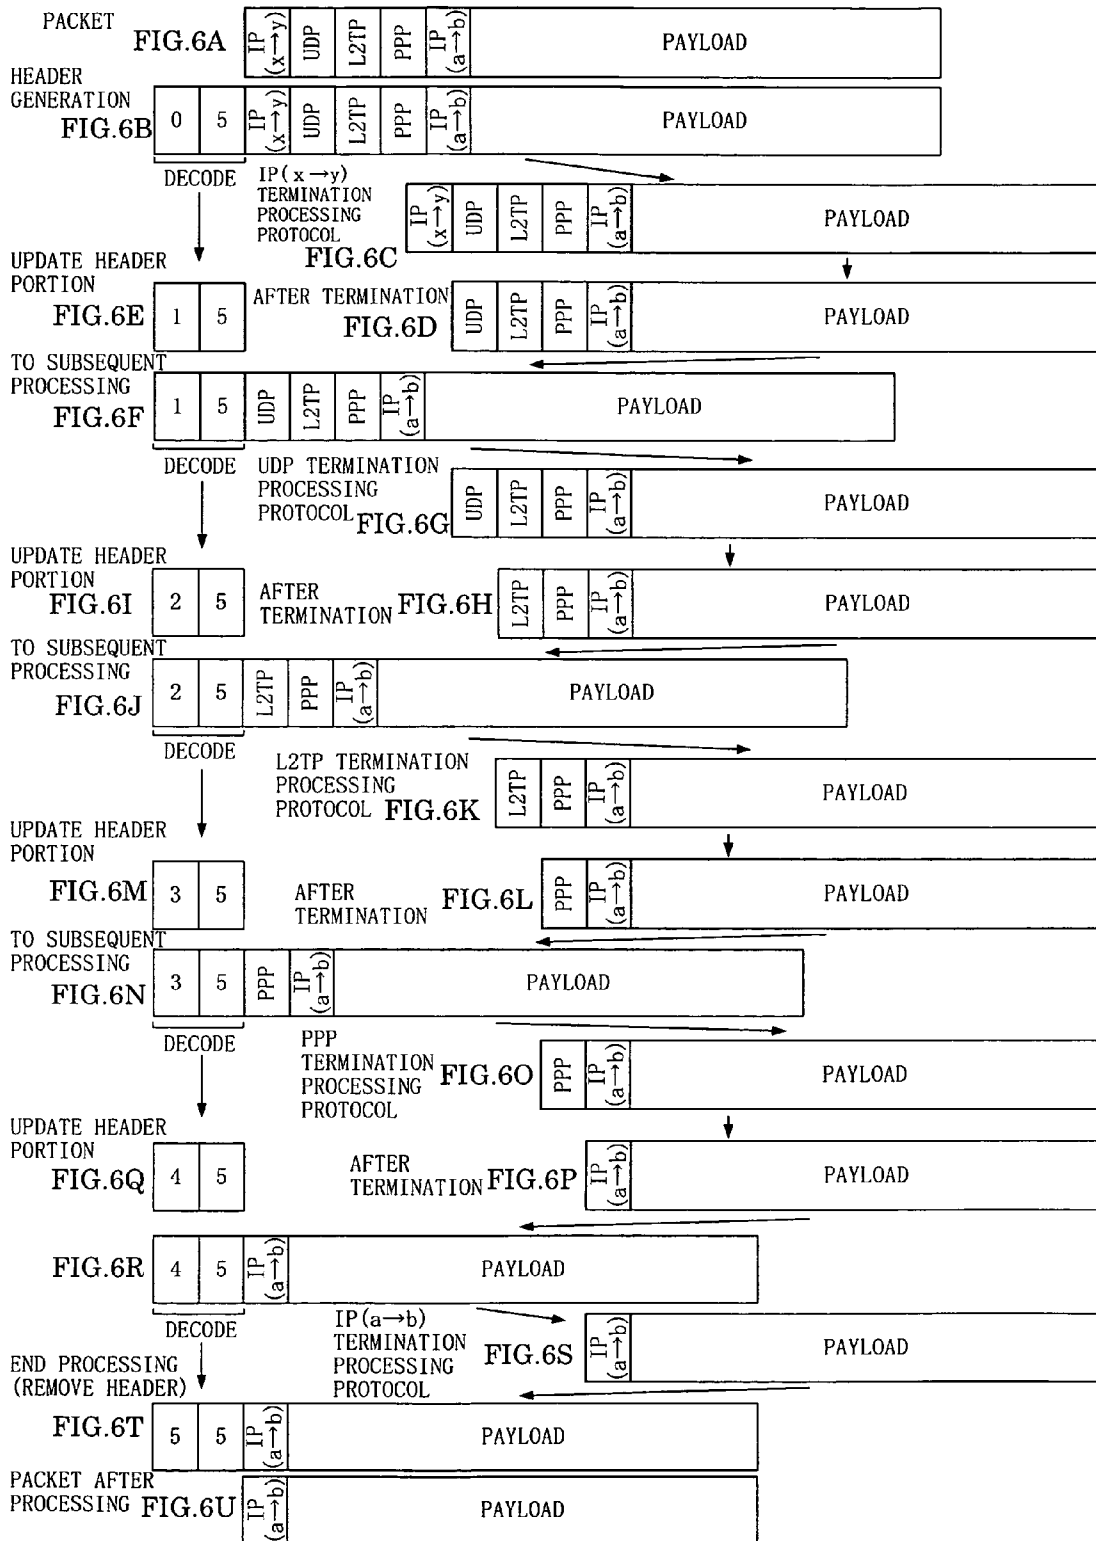 PACKET
FIG.6A
IP (x→y) UDP L2TP PPP IP (a→b) PAYLOAD
HEADER
GENERATION
FIG.6B
0 5 IP (x→y) UDP L2TP PPP IP (a→b) PAYLOAD
DECODE
IP(x→y)
TERMINATION
PROCESSING
PROTOCOL
FIG.6C
IP (x→y) UDP L2TP PPP IP (a→b) PAYLOAD
UPDATE HEADER
PORTION
FIG.6E
1 5
AFTER TERMINATION
FIG.6D
UDP L2TP PPP IP (a→b) PAYLOAD
TO SUBSEQUENT
PROCESSING
FIG.6F
1 5 UDP L2TP PPP IP (a→b) PAYLOAD
DECODE
UDP TERMINATION
PROCESSING
PROTOCOL
FIG.6G
UDP L2TP PPP IP (a→b) PAYLOAD
UPDATE HEADER
PORTION
FIG.6I
2 5
AFTER
TERMINATION
FIG.6H
L2TP PPP IP (a→b) PAYLOAD
TO SUBSEQUENT
PROCESSING
FIG.6J
2 5 L2TP PPP IP (a→b) PAYLOAD
DECODE
L2TP TERMINATION
PROCESSING
PROTOCOL
FIG.6K
L2TP PPP IP (a→b) PAYLOAD
UPDATE HEADER
PORTION
FIG.6M
3 5
AFTER
TERMINATION
FIG.6L
PPP IP (a→b) PAYLOAD
TO SUBSEQUENT
PROCESSING
FIG.6N
3 5 PPP IP (a→b) PAYLOAD
DECODE
PPP
TERMINATION
PROCESSING
PROTOCOL
FIG.6O
PPP IP (a→b) PAYLOAD
UPDATE HEADER
PORTION
FIG.6Q
4 5
AFTER
TERMINATION
FIG.6P
IP (a→b) PAYLOAD
FIG.6R
4 5 IP (a→b) PAYLOAD
DECODE
IP(a→b)
TERMINATION
PROCESSING
PROTOCOL
FIG.6S
IP (a→b) PAYLOAD
END PROCESSING
(REMOVE HEADER)
FIG.6T
5 5 IP (a→b) PAYLOAD
PACKET AFTER
PROCESSING
FIG.6U
IP (a→b) PAYLOAD